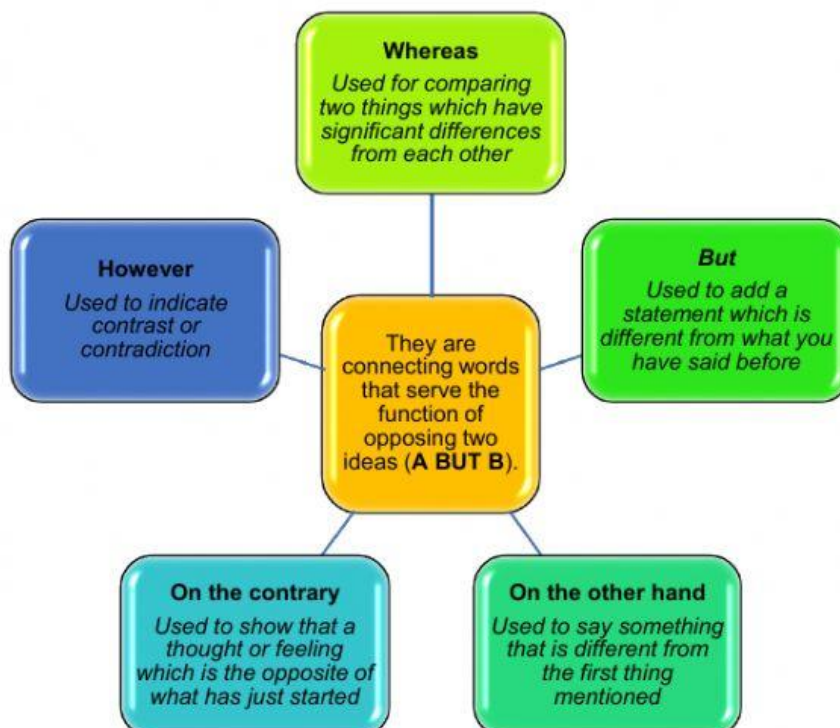 Whereas
Used for comparing
two things which have
significant differences
from each other
However
Used to indicate
contrast or
contradiction
But
Used to add a
statement which is
different from what you
have said before
They are
connecting words
that serve the
function of
opposing two
ideas (A BUT B).
On the contrary
Used to show that a
thought or feeling
which is the opposite of
what has just started
On the other hand
Used to say something
that is different from
the first thing
mentioned